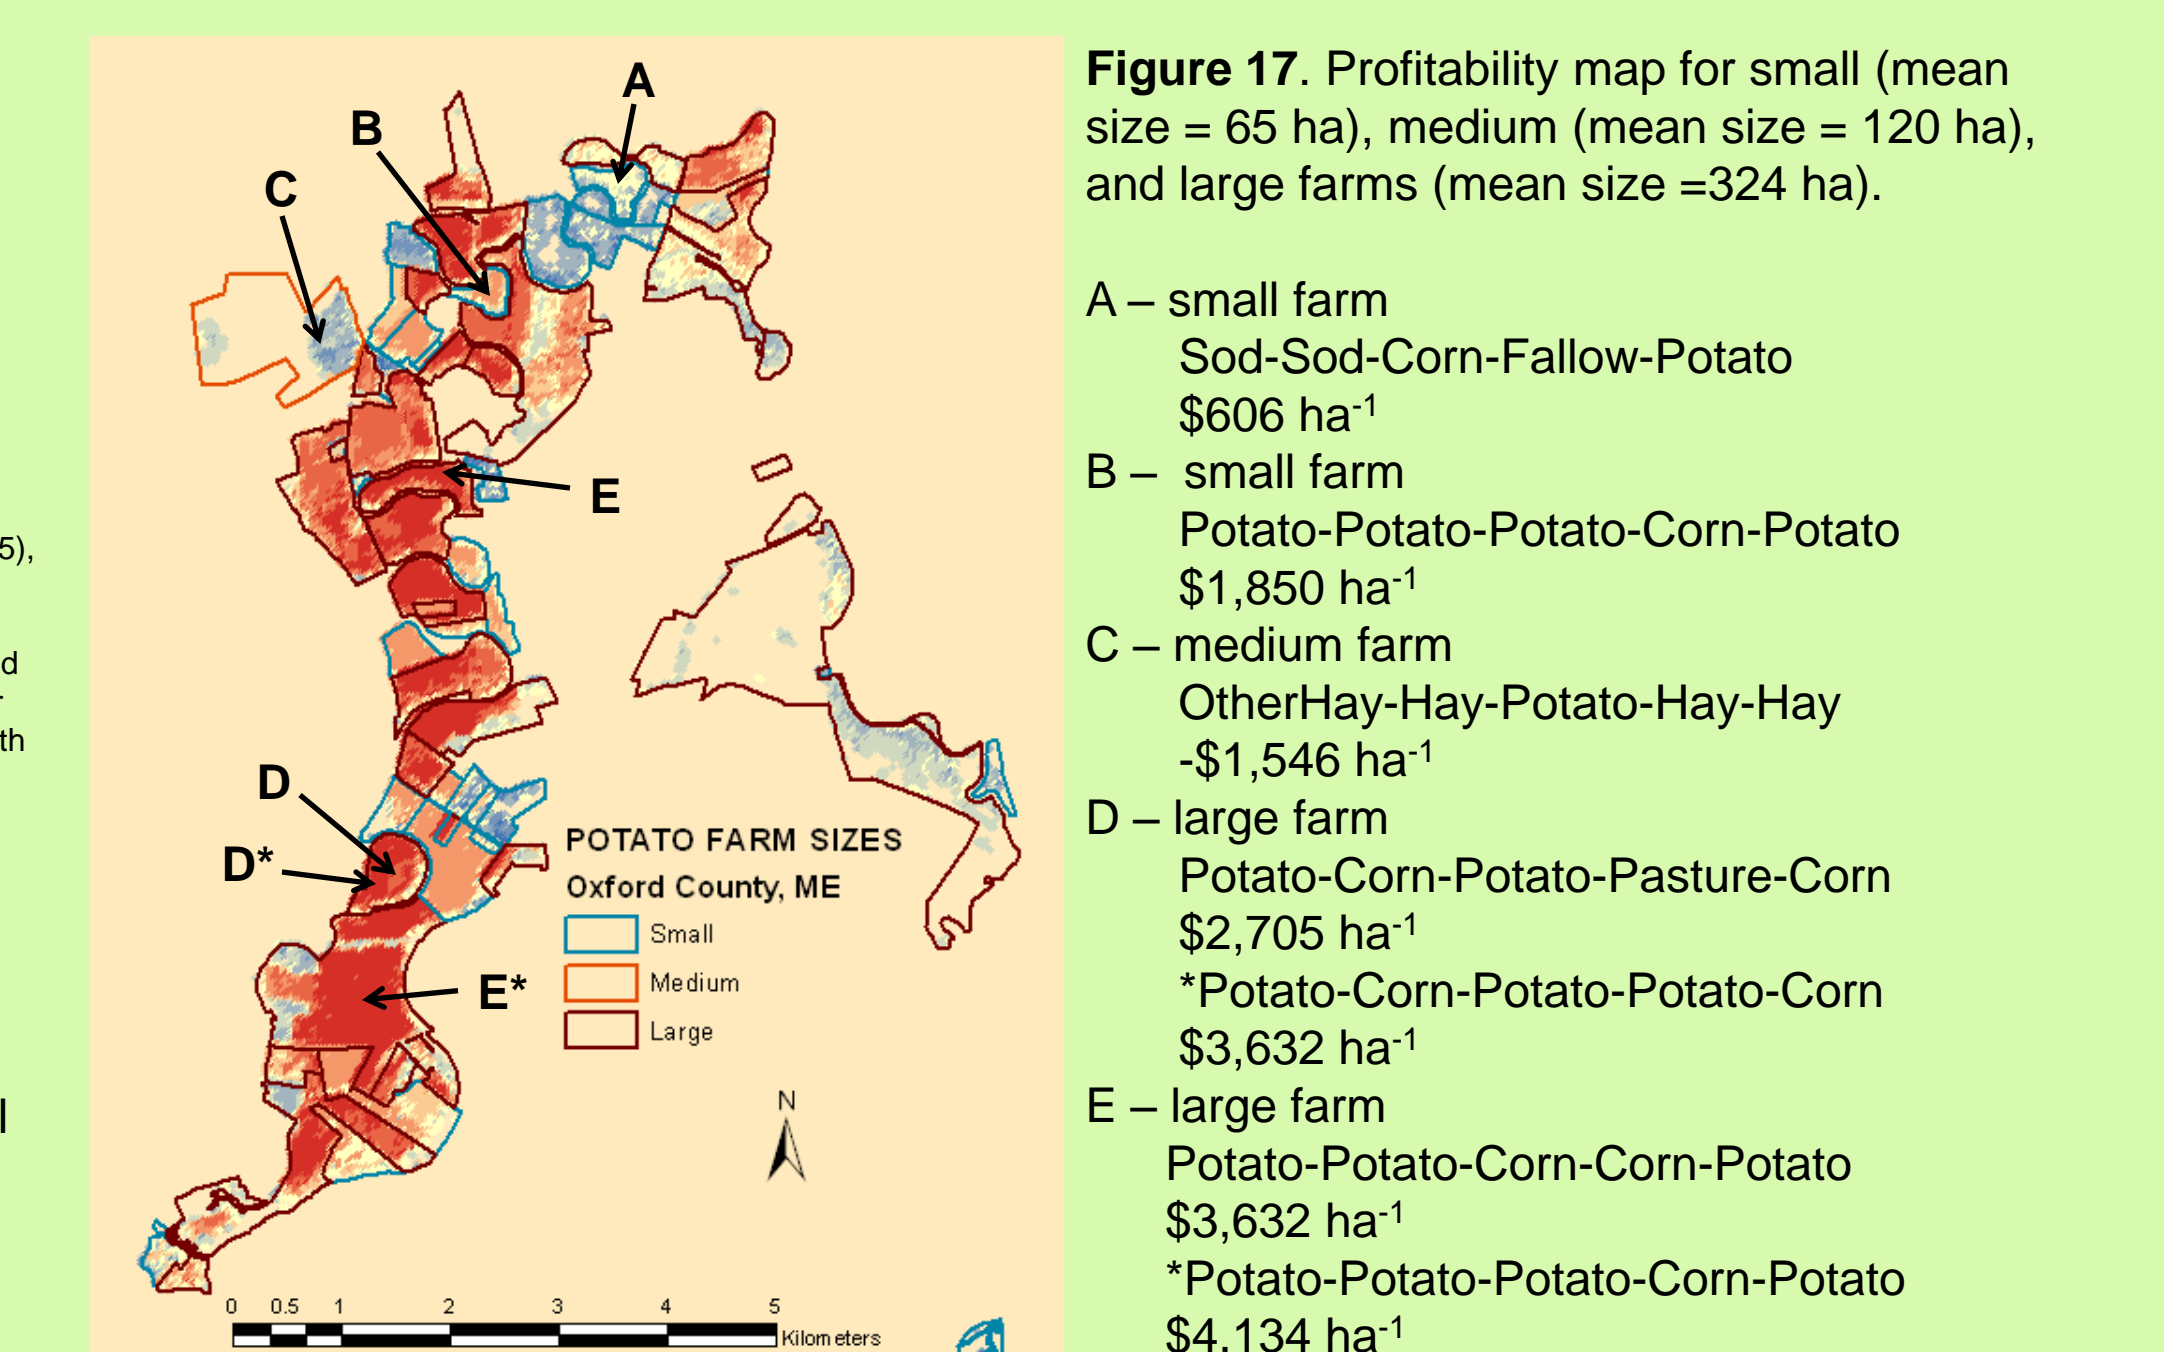 Figure 17. Profitability map for small (mean
size = 65 ha), medium (mean size = 120 ha),
and large farms (mean size =324 ha).
A – small farm
Sod-Sod-Corn-Fallow-Potato
$606 ha-1
B –  small farm
Potato-Potato-Potato-Corn-Potato
$1,850 ha-1
C – medium farm
OtherHay-Hay-Potato-Hay-Hay
-$1,546 ha-1
D – large farm
Potato-Corn-Potato-Pasture-Corn
$2,705 ha-1
*Potato-Corn-Potato-Potato-Corn
$3,632 ha-1
E – large farm
Potato-Potato-Corn-Corn-Potato
$3,632 ha-1
*Potato-Potato-Potato-Corn-Potato
$4,134 ha-1
A
B
C
E
D
D*
E*
POTATO FARM SIZES
Oxford County, ME
Small
Medium
Large
N
0 0.5 1 2 3 4 5
Kilometers
5),
d
th